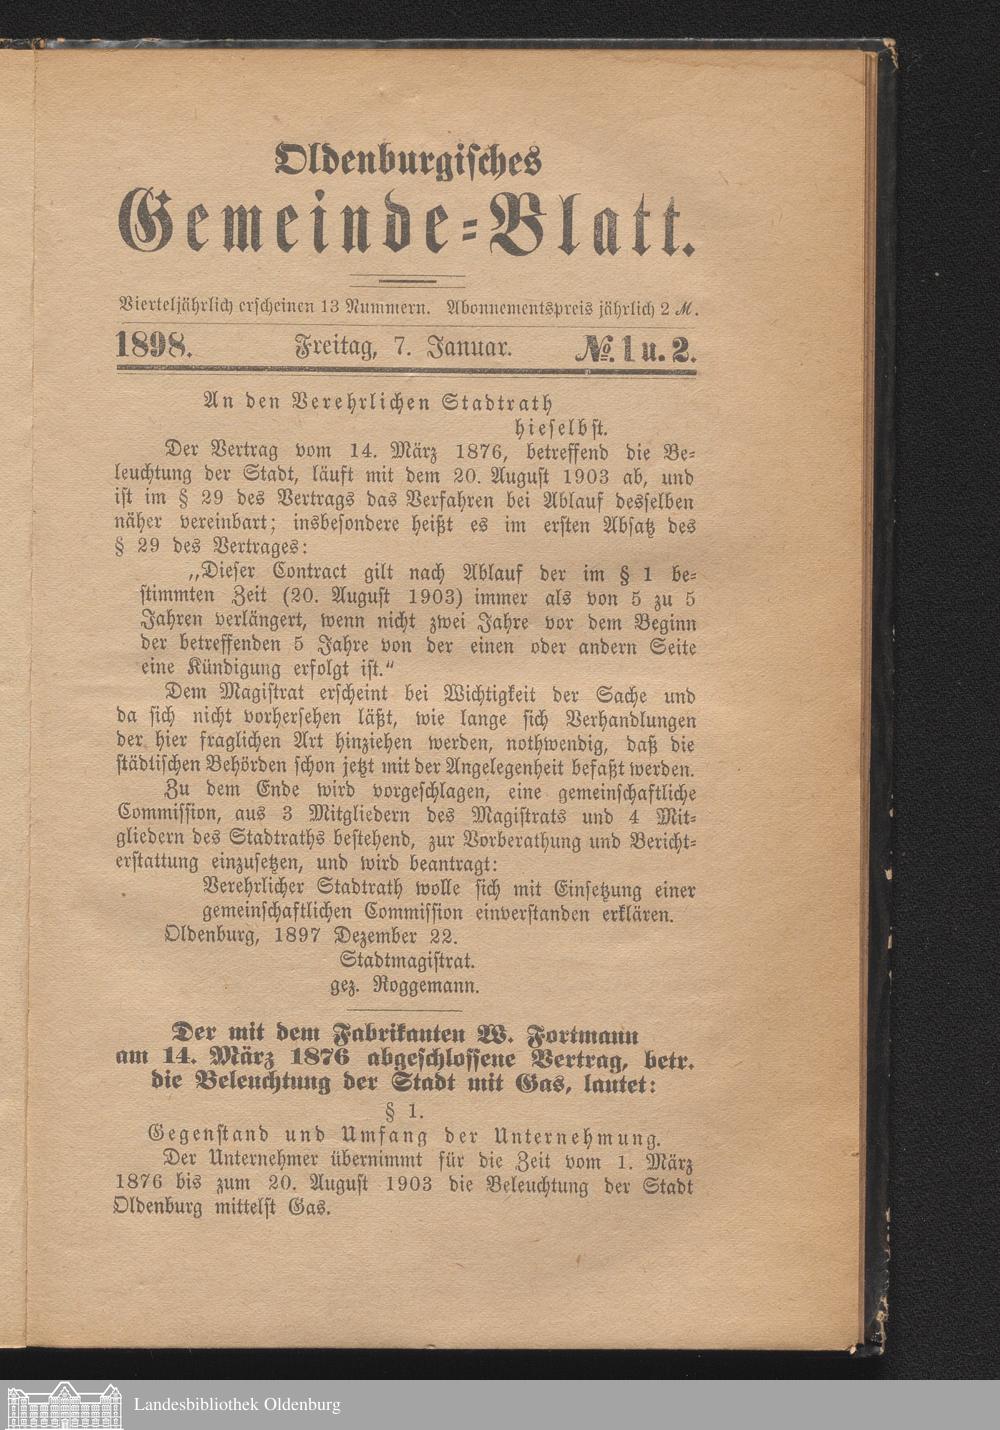 Oldenburgisches
Gemeinde-Blatt.
Vierteljährlich erscheinen 13 Nummern. Abonnementspreis jährlich 2 ℳ.
1898. Freitag, 7. Januar. №. 1 u. 2.
An den Verehrlichen Stadtrath
hieselbst.
Der Vertrag vom 14. März 1876, betreffend die Be-
leuchtung der Stadt, läuft mit dem 20. August 1903 ab, und
ist im § 29 des Vertrags das Verfahren bei Ablauf desselben
näher vereinbart; insbesondere heißt es im ersten Absatz des
§ 29 des Vertrages:
„Dieser Contract gilt nach Ablauf der im § 1 be-
stimmten Zeit (20. August 1903) immer als von 5 zu 5
Jahren verlängert, wenn nicht zwei Jahre vor dem Beginn
der betreffenden 5 Jahre von der einen oder andern Seite
eine Kündigung erfolgt ist.“
Dem Magistrat erscheint bei Wichtigkeit der Sache und
da sich nicht vorhersehen läßt, wie lange sich Verhandlungen
der hier fraglichen Art hinziehen werden, nothwendig, daß die
städtischen Behörden schon jetzt mit der Angelegenheit befaßt werden.
Zu dem Ende wird vorgeschlagen, eine gemeinschaftliche
Commission, aus 3 Mitgliedern des Magistrats und 4 Mit-
gliedern des Stadtraths bestehend, zur Vorberathung und Bericht-
erstattung einzusetzen, und wird beantragt:
Verehrlicher Stadtrath wolle sich mit Einsetzung einer
gemeinschaftlichen Commission einverstanden erklären.
Oldenburg, 1897 Dezember 22.
Stadtmagistrat.
gez. Roggemann.
Der mit dem Fabrikanten W. Fortmann
am 14. März 1876 abgeschlossene Vertrag, betr.
die Beleuchtung der Stadt mit Gas, lautet:
§ 1.
Gegenstand und Umfang der Unternehmung.
Der Unternehmer übernimmt für die Zeit vom 1. März
1876 bis zum 20. August 1903 die Beleuchtung der Stadt
Oldenburg mittelst Gas.
Landesbibliothek Oldenburg